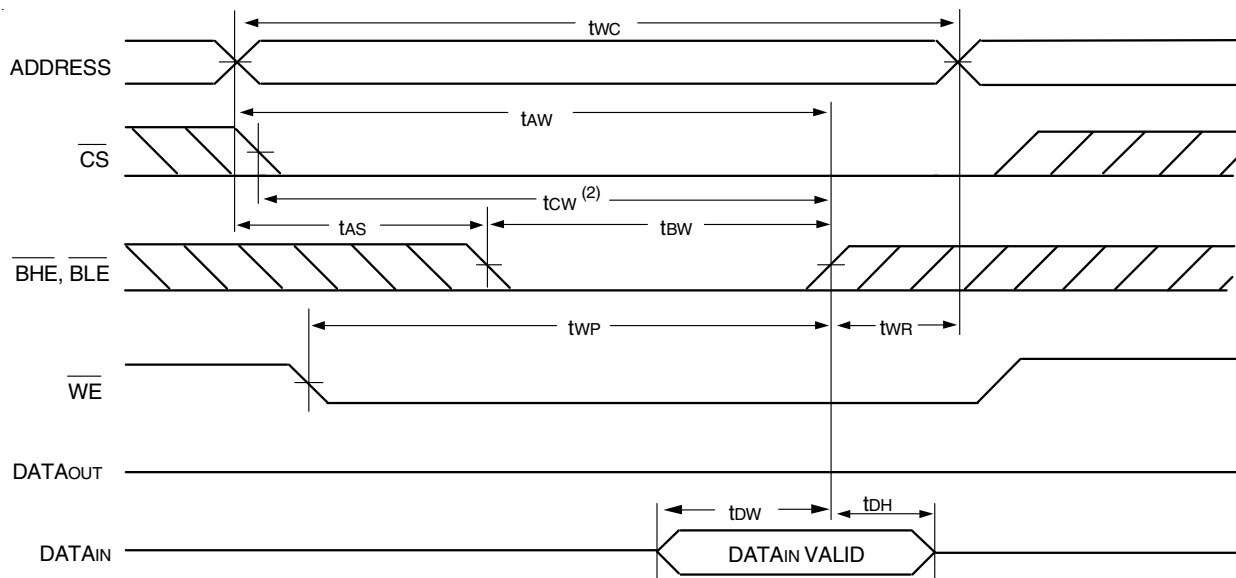 tWC
ADDRESS
tAW
CS
tCW (2)
tAS
tBW
BHE, BLE
tWP
tWR
WE
DATAOUT
tDW
tDH
DATAIN
DATAIN VALID